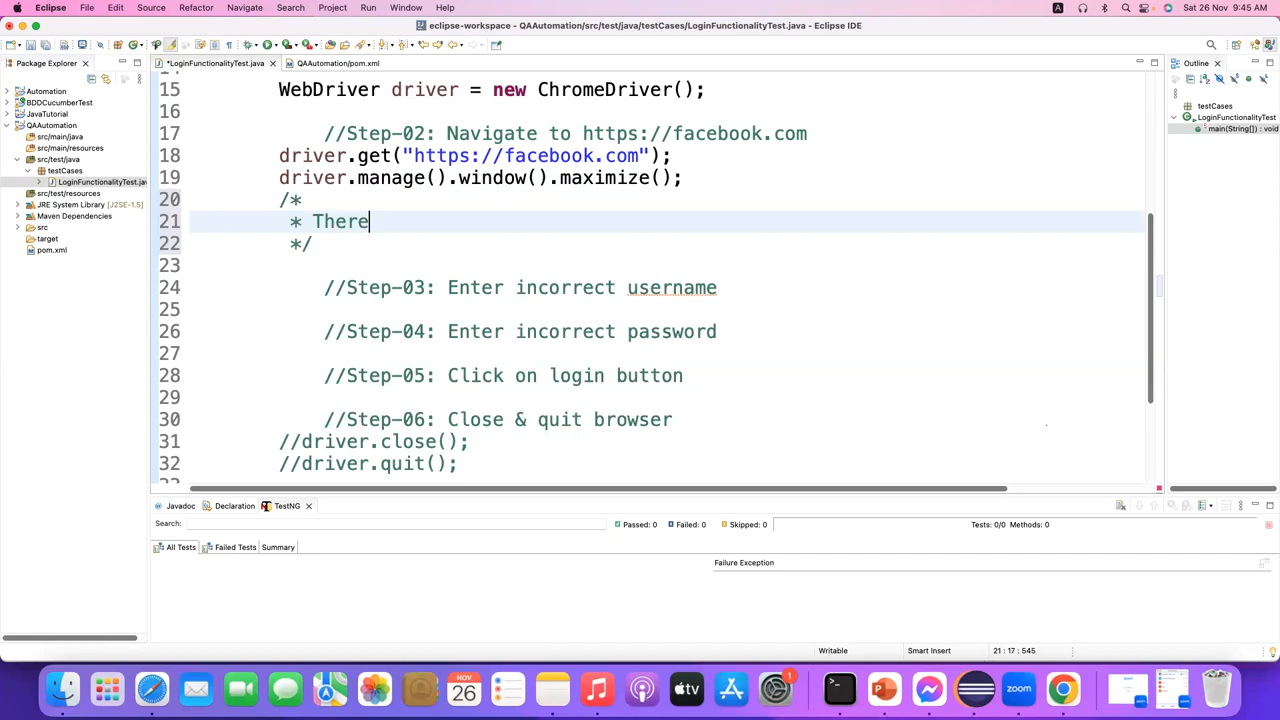 Eclipse File Edit Source Refactor Navigate Search Project Run Window Help
Sat 26 Nov 9:45 AM
eclipse-workspace - QAAutomation/src/test/java/testCases/LoginFunctionalityTest.java - Eclipse IDE
Package Explorer
*LoginFunctionalityTest.java
QAAutomation/pom.xml
Outline
Automation
BDDCucumberTest
JavaTutorial
QAAutomation
src/main/java
src/main/resources
src/test/java
testCases
LoginFunctionalityTest.jav
src/test/resources
JRE System Library [J2SE-1.5]
Maven Dependencies
src
target
pom.xml
15 WebDriver driver = new ChromeDriver();
16
17 //Step-02: Navigate to https://facebook.com
18 driver.get("https://facebook.com");
19 driver.manage().window().maximize();
20 /*
21 * There
22 */
23
24 //Step-03: Enter incorrect username
25
26 //Step-04: Enter incorrect password
27
28 //Step-05: Click on login button
29
30 //Step-06: Close & quit browser
31 //driver.close();
32 //driver.quit();
testCases
LoginFunctionalityTest
main(String[]) : void
Javadoc Declaration TestNG
Search: Passed: 0 Failed: 0 Skipped: 0 Tests: 0/0 Methods: 0
All Tests Failed Tests Summary
Failure Exception
Writable Smart Insert 21 : 17 : 545
NOV
26
tv
1
zoom